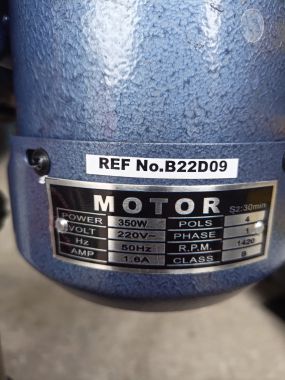 REF No.B22D09
MOTOR S2:30min
POWER 350W POLS 4
VOLT 220V~ PHASE 1
Hz 50Hz R.P.M. 1420
AMP 1.6A CLASS B